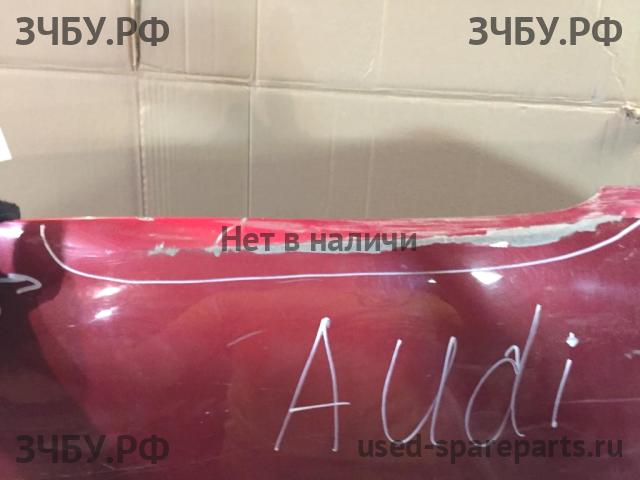 ЗЧБУ.РФ ЗЧБУ.РФ
Нет в наличи
Audi
ЗЧБУ.РФ used-spareparts.ru